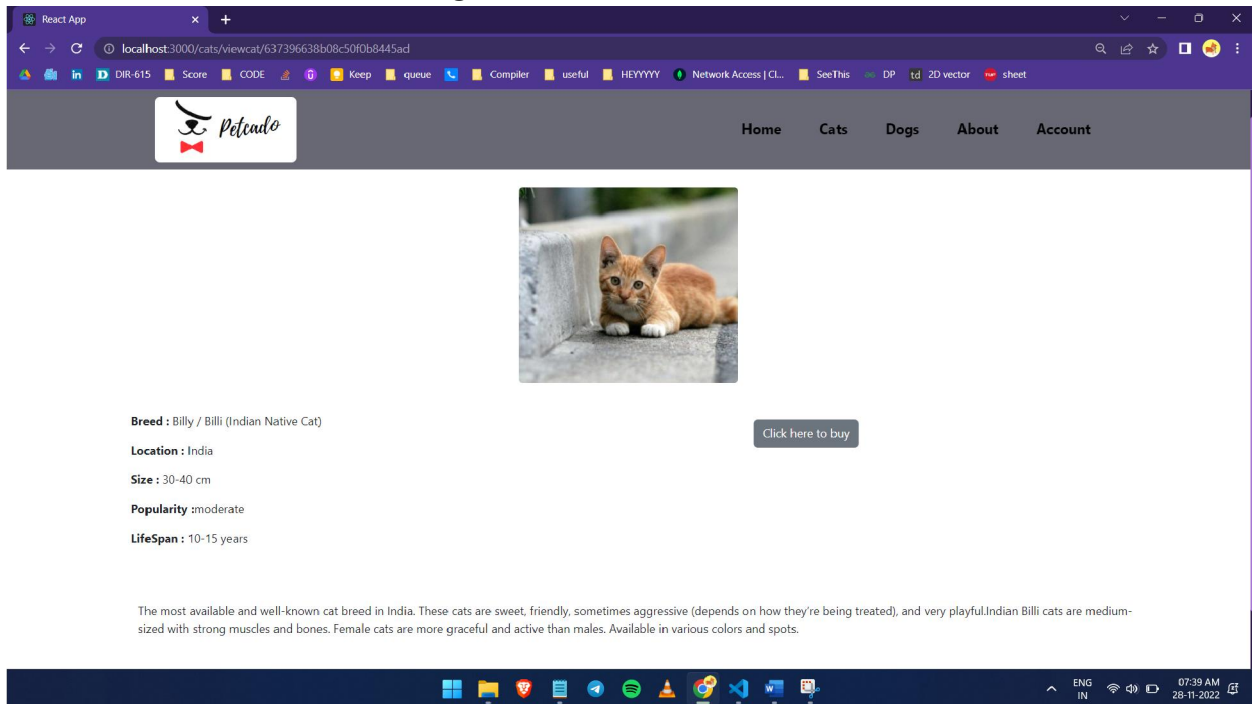 React App
localhost:3000/cats/viewcat/637396638b08c50f0b8445acl
DIR-615 Score CODE Keep queue Compiler useful HEYYYYY Network Access | Cl... SeeThis DP td 2D vector TUF sheet
Petcado Home Cats Dogs About Account
Breed : Billy / Billi (Indian Native Cat)
Click here to buy
Location : India
Size : 30-40 cm
Popularity :moderate
LifeSpan : 10-15 years
The most available and well-known cat breed in India. These cats are sweet, friendly, sometimes aggressive (depends on how they're being treated), and very playful.Indian Billi cats are medium-
sized with strong muscles and bones. Female cats are more graceful and active than males. Available in various colors and spots.
ENG 07:39 AM
IN 28-11-2022